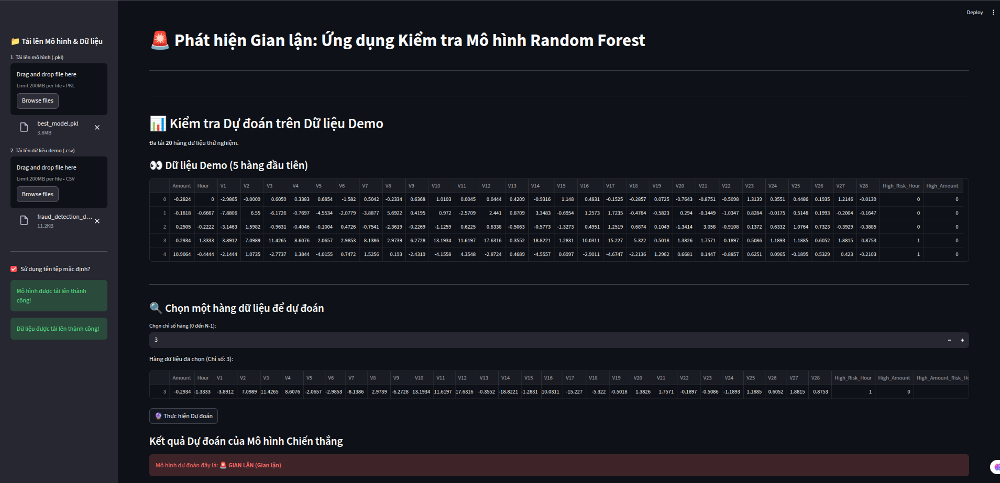 Deploy
📁 Tải lên Mô hình & Dữ liệu
1. Tải lên mô hình (.pkl)
Drag and drop file here
Limit 200MB per file • PKL
Browse files
best_model.pkl
3.8MB
2. Tải lên dữ liệu demo (.csv)
Drag and drop file here
Limit 200MB per file • CSV
Browse files
fraud_detection_d...
11.2KB
Sử dụng tên tệp mặc định?
Mô hình được tải lên thành
công!
Dữ liệu được tải lên thành công!
🚨 Phát hiện Gian lận: Ứng dụng Kiểm tra Mô hình Random Forest
📊 Kiểm tra Dự đoán trên Dữ liệu Demo
Đã tải 20 hàng dữ liệu thử nghiệm.
👀 Dữ liệu Demo (5 hàng đầu tiên)
Amount Hour V1 V2 V3 V4 V5 V6 V7 V8 V9 V10 V11 V12 V13 V14 V15 V16 V17 V18 V19 V20 V21 V22 V23 V24 V25 V26 V27 V28 High_Risk_Hour High_Amount
0 -0.2824 0 -2.9865 -0.0009 0.6059 0.3383 0.6854 -1.582 0.5042 -0.2334 0.6368 1.0103 0.0045 0.0444 0.4209 -0.9316 1.148 0.4831 -0.1525 -0.2857 0.0725 -0.7643 -0.8751 -0.5098 1.3139 0.3551 0.4486 0.1935 1.2146 -0.0139 0 0
1 -0.1818 -0.6667 -7.8806 6.55 -6.1726 -0.7697 -4.5534 -2.0779 -3.8877 5.6922 0.4195 0.972 -2.5709 2.441 0.8709 3.3483 -0.6954 1.2573 1.7235 -0.4764 -0.5823 0.294 -0.1449 -1.0347 0.8284 -0.0175 0.5148 0.1993 -0.2004 -0.1647 0 0
2 0.2505 -0.2222 -3.1463 1.5982 -0.9631 -0.4046 -0.1004 0.4726 -0.7541 -2.3619 -0.2269 -1.1259 0.6225 0.8338 -0.5063 -0.5773 -1.3273 0.4951 1.2519 0.6874 0.1049 -1.3414 3.058 -0.9108 0.1372 0.6332 1.0764 0.7323 -0.3929 -0.3885 0 0
3 -0.2934 -1.3333 -3.8912 7.0989 -11.4265 8.6076 -2.0657 -2.9853 -8.1386 2.9739 -6.2728 -13.1934 11.6197 -17.6316 -0.3552 -18.8221 -1.2831 -10.0311 -15.227 -5.322 -0.5018 1.3826 1.7571 -0.1897 -0.5086 -1.1893 1.1885 0.6052 1.8815 0.8753 1 0
4 10.9064 -0.4444 -2.1444 1.0735 -2.7737 1.3844 -4.0155 0.7472 1.5256 0.193 -2.4319 -4.1558 4.3548 -2.8724 0.4689 -4.5557 0.6997 -2.9011 -4.6747 -2.2136 1.2962 0.6681 0.1447 -0.8857 0.6251 0.0965 -0.1895 0.5329 0.423 -0.2103 1 0
🔍 Chọn một hàng dữ liệu để dự đoán
Chọn chỉ số hàng (0 đến N-1):
3
Hàng dữ liệu đã chọn (Chỉ số: 3):
Amount Hour V1 V2 V3 V4 V5 V6 V7 V8 V9 V10 V11 V12 V13 V14 V15 V16 V17 V18 V19 V20 V21 V22 V23 V24 V25 V26 V27 V28 High_Risk_Hour High_Amount High_Amount_Risk_Ho
3 -0.2934 -1.3333 -3.8912 7.0989 11.4265 8.6076 -2.0657 -2.9853 -8.1386 2.9739 -6.2728 13.1934 11.6197 17.6316 -0.3552 -18.8221 -1.2831 10.0311 -15.227 -5.322 -0.5018 1.3826 1.7571 -0.1897 -0.5086 -1.1893 1.1885 0.6052 1.8815 0.8753 1 0
🔮 Thực hiện Dự đoán
Kết quả Dự đoán của Mô hình Chiến thắng
Mô hình dự đoán đây là: 🚨 GIAN LẬN (Gian lận)